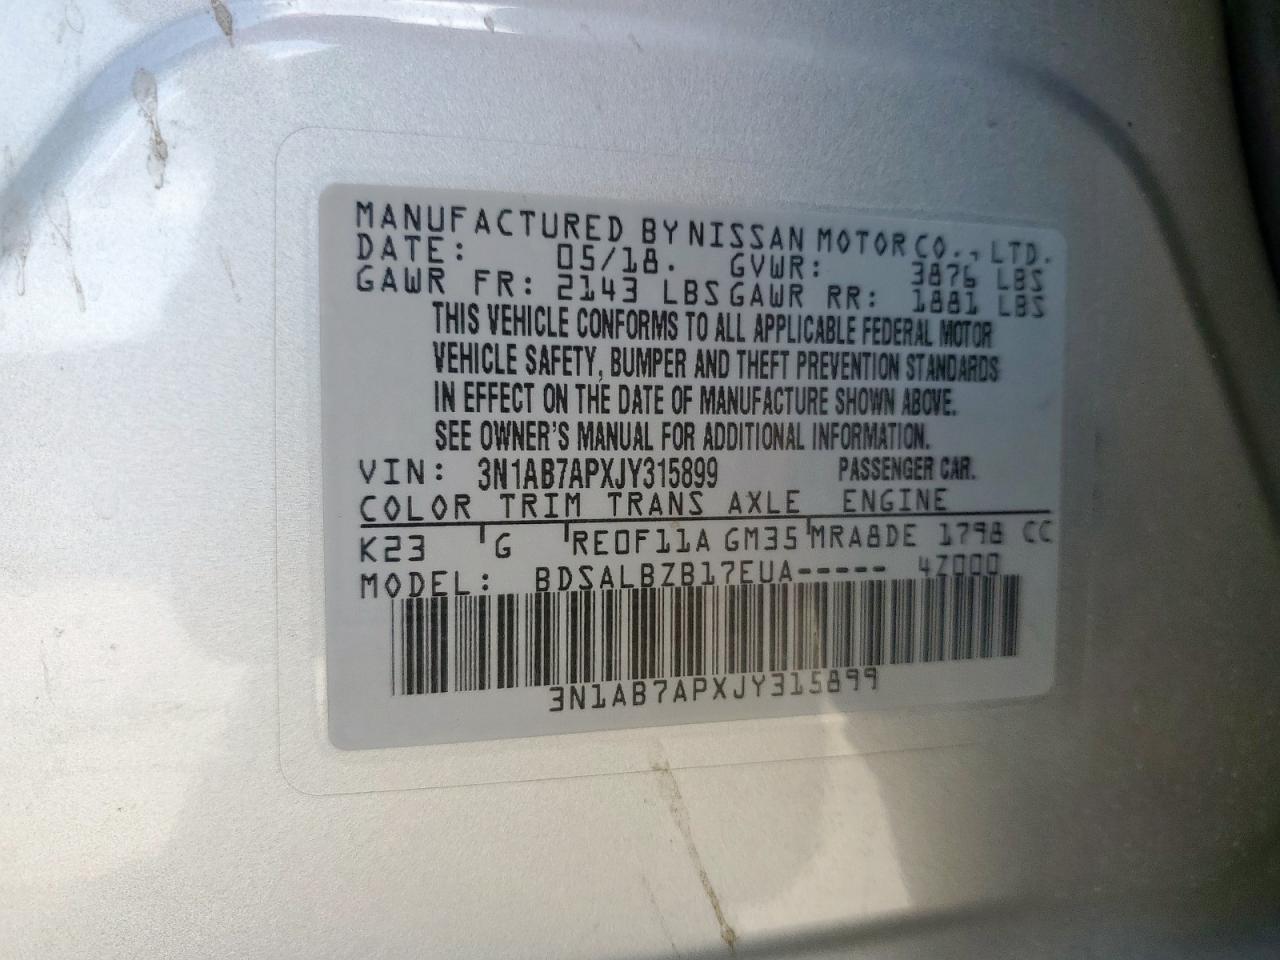 MANUFACTURED BY NISSAN MOTOR CO., LTD.
DATE: 05/18. GVWR: 3876 LBS
GAWR FR: 2143 LBS GAWR RR: 1881 LBS
THIS VEHICLE CONFORMS TO ALL APPLICABLE FEDERAL MOTOR
VEHICLE SAFETY, BUMPER AND THEFT PREVENTION STANDARDS
IN EFFECT ON THE DATE OF MANUFACTURE SHOWN ABOVE.
SEE OWNER'S MANUAL FOR ADDITIONAL INFORMATION.
VIN: 3N1AB7APXJY315899 PASSENGER CAR.
COLOR TRIM TRANS AXLE ENGINE
K23 G RE0F11A GM35 MRA8DE 1798 CC
MODEL: BDSALBZB17EUA----- 4Z000
3N1AB7APXJY315899